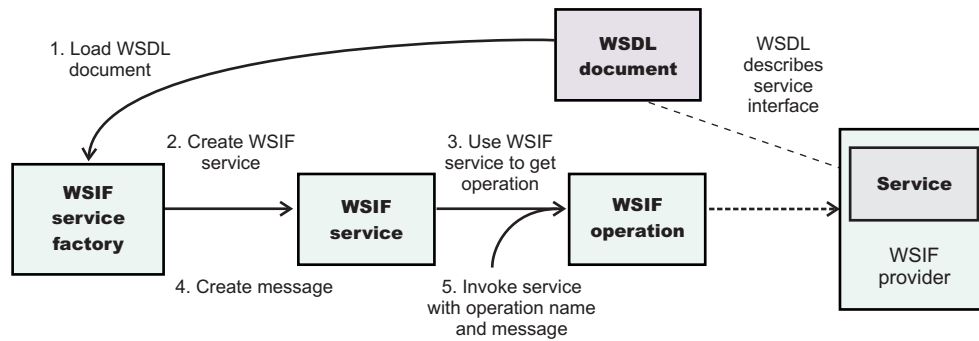 1. Load WSDL
document
WSDL
document
WSDL
describes
service
interface
2. Create WSIF
service
3. Use WSIF
service to get
operation
WSIF
service
factory
WSIF
service
WSIF
operation
Service
WSIF
provider
4. Create message
5. Invoke service
with operation name
and message